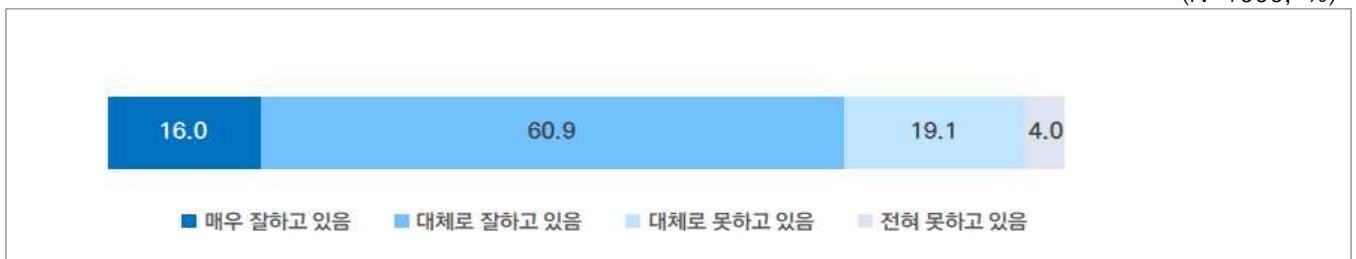 16.0 60.9 19.1 4.0
매우 잘하고 있음 대체로 잘하고 있음 대체로 못하고 있음 전혀 못하고 있음